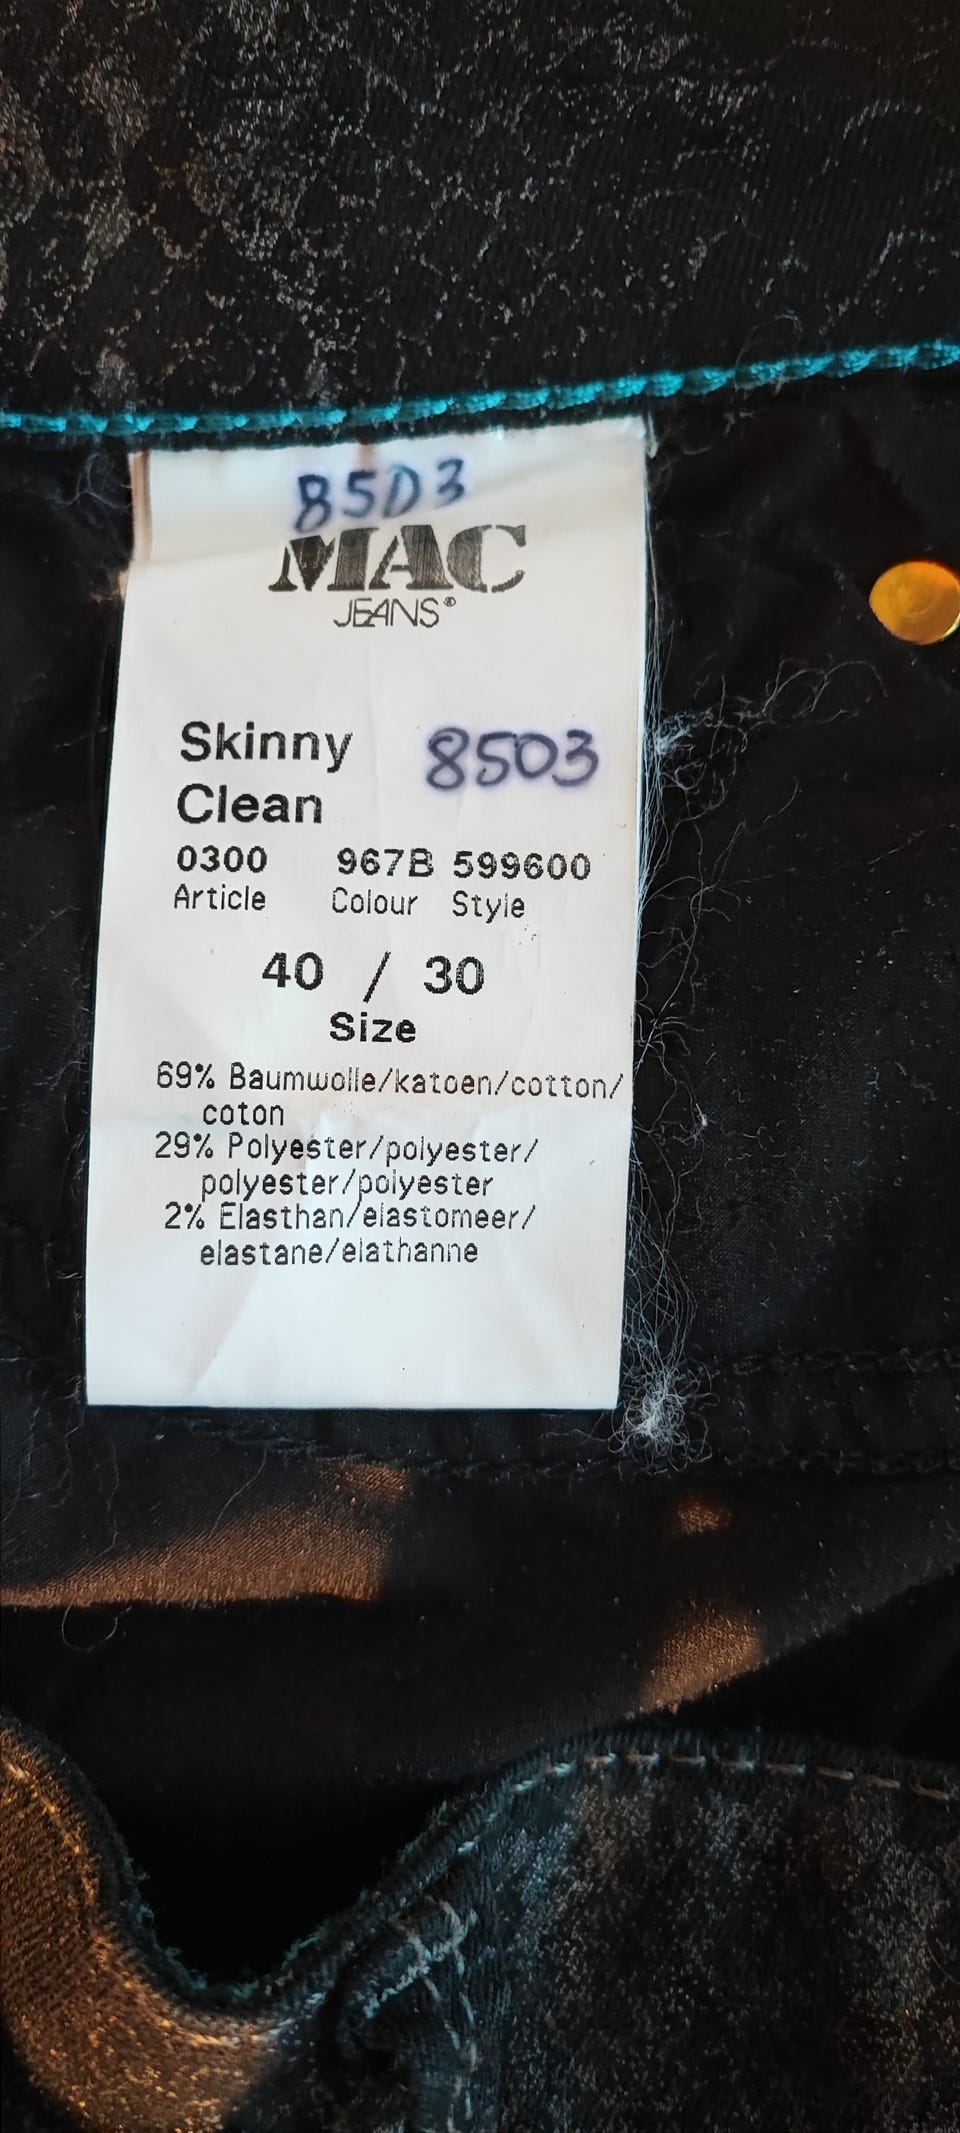 8503
MAC
JEANS®
Skinny 8503
Clean
0300 967B 599600
Article Colour Style
40 / 30
Size
69% Baumwolle/katoen/cotton/
coton
29% Polyester/polyester/
polyester/polyester
2% Elasthan/elastomeer/
elastane/elathanne